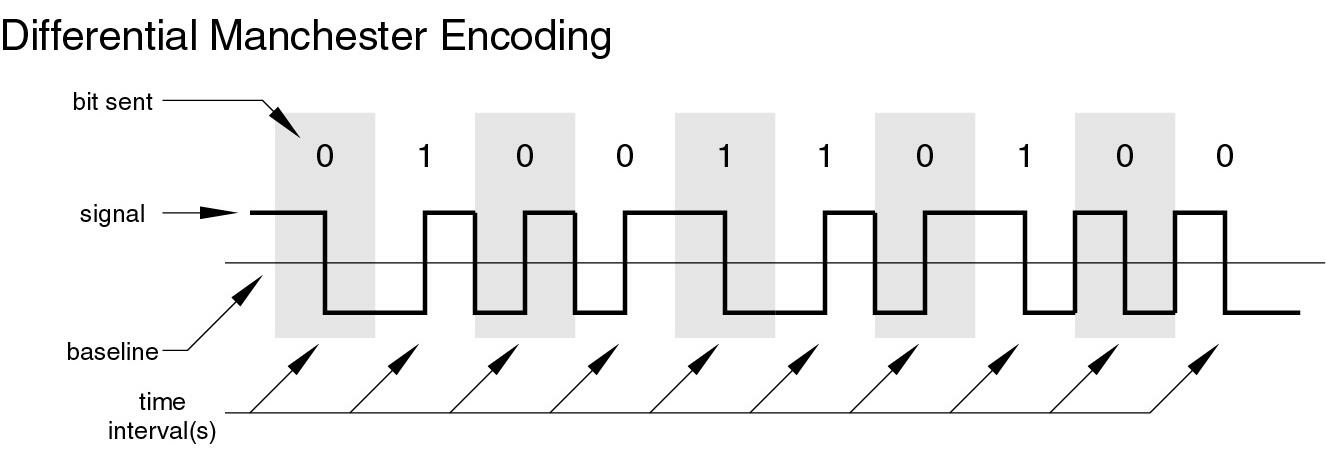 Differential Manchester Encoding
bit sent
0 1 0 0 1 1 0 1 0 0
signal
baseline
time
interval(s)